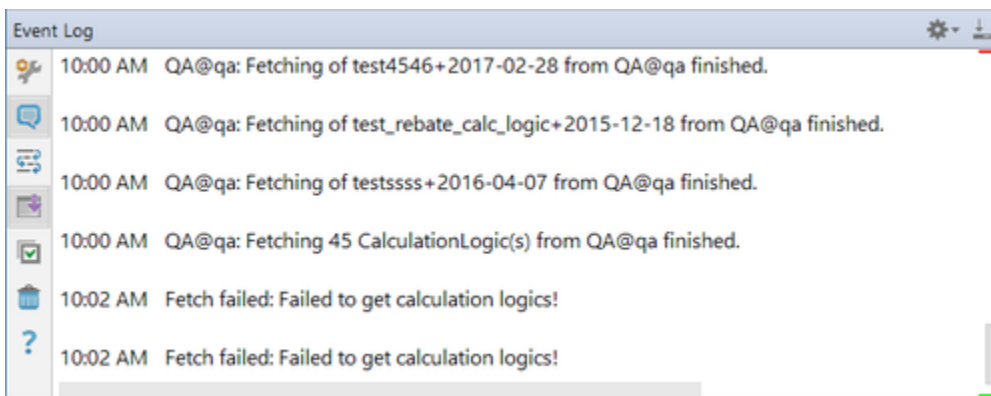 Event Log
10:00 AM QA@qa: Fetching of test4546+2017-02-28 from QA@qa finished.
10:00 AM QA@qa: Fetching of test_rebate_calc_logic+2015-12-18 from QA@qa finished.
10:00 AM QA@qa: Fetching of testssss+2016-04-07 from QA@qa finished.
10:00 AM QA@qa: Fetching 45 CalculationLogic(s) from QA@qa finished.
10:02 AM Fetch failed: Failed to get calculation logics!
10:02 AM Fetch failed: Failed to get calculation logics!
?